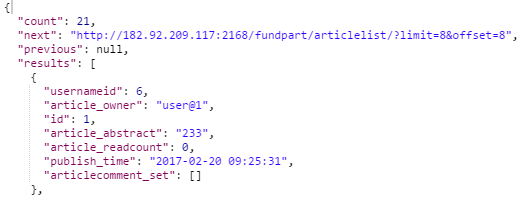 {
"count": 21,
"next": "http://182.92.209.117:2168/fundpart/articlelist/?limit=8&offset=8",
"previous": null,
"results": [
{
"usernameid": 6,
"article_owner": "user@1",
"id": 1,
"article_abstract": "233",
"article_readcount": 0,
"publish_time": "2017-02-20 09:25:31",
"articlecomment_set": []
},